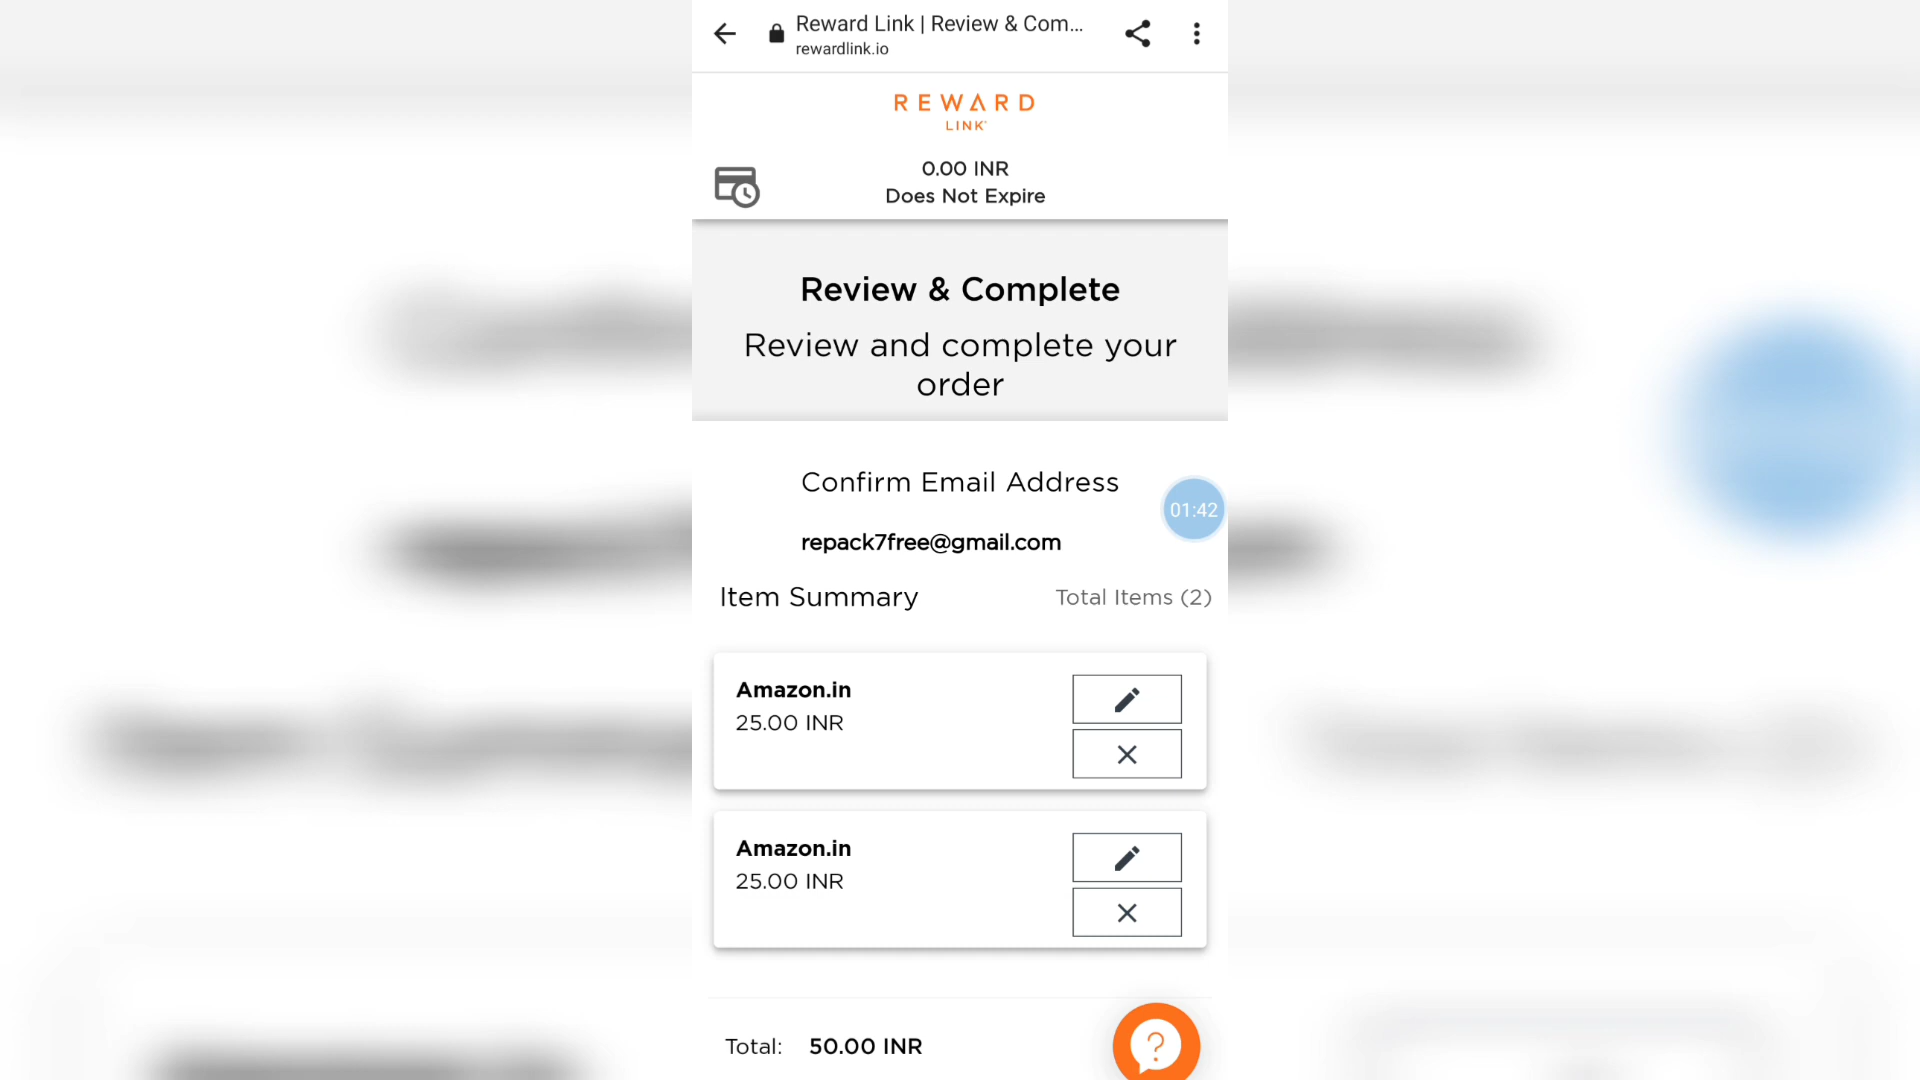 Reward Link | Review & Com...
rewardlink.io
REWARD
LINK
0.00 INR
Does Not Expire
Review & Complete
Review and complete your
order
Confirm Email Address
01:42
repack7free@gmail.com
Item Summary
Total Items (2)
Amazon.in
25.00 INR
Amazon.in
25.00 INR
Total: 50.00 INR
?